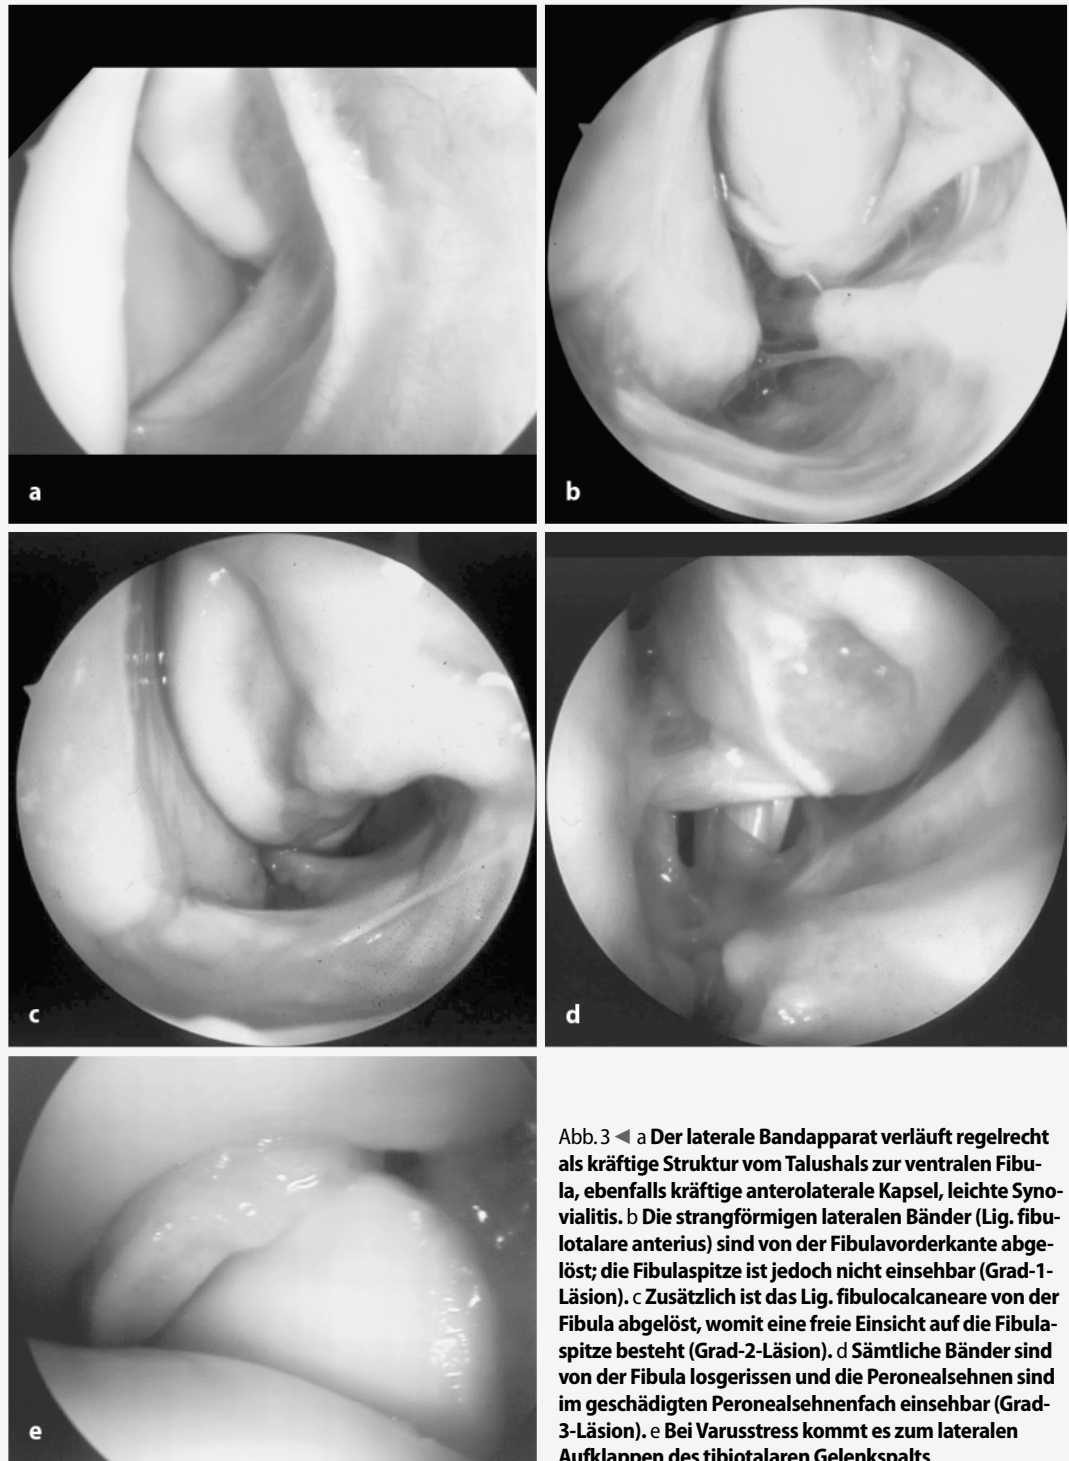 a
b
c
d
e
Abb. 3 ◄ a Der laterale Bandapparat verläuft regelrecht
als kräftige Struktur vom Talushals zur ventralen Fibu-
la, ebenfalls kräftige anterolaterale Kapsel, leichte Syno-
vialitis. b Die strangförmigen lateralen Bänder (Lig. fibu-
lotalare anterius) sind von der Fibulavorderkante abge-
löst; die Fibulaspitze ist jedoch nicht einsehbar (Grad-1-
Läsion). c Zusätzlich ist das Lig. fibulocalcaneare von der
Fibula abgelöst, womit eine freie Einsicht auf die Fibula-
spitze besteht (Grad-2-Läsion). d Sämtliche Bänder sind
von der Fibula losgerissen und die Peronealsehnen sind
im geschädigten Peronealsehnenfach einsehbar (Grad-
3-Läsion). e Bei Varusstress kommt es zum lateralen
Aufklappen des tibiotalaren Gelenkspalts